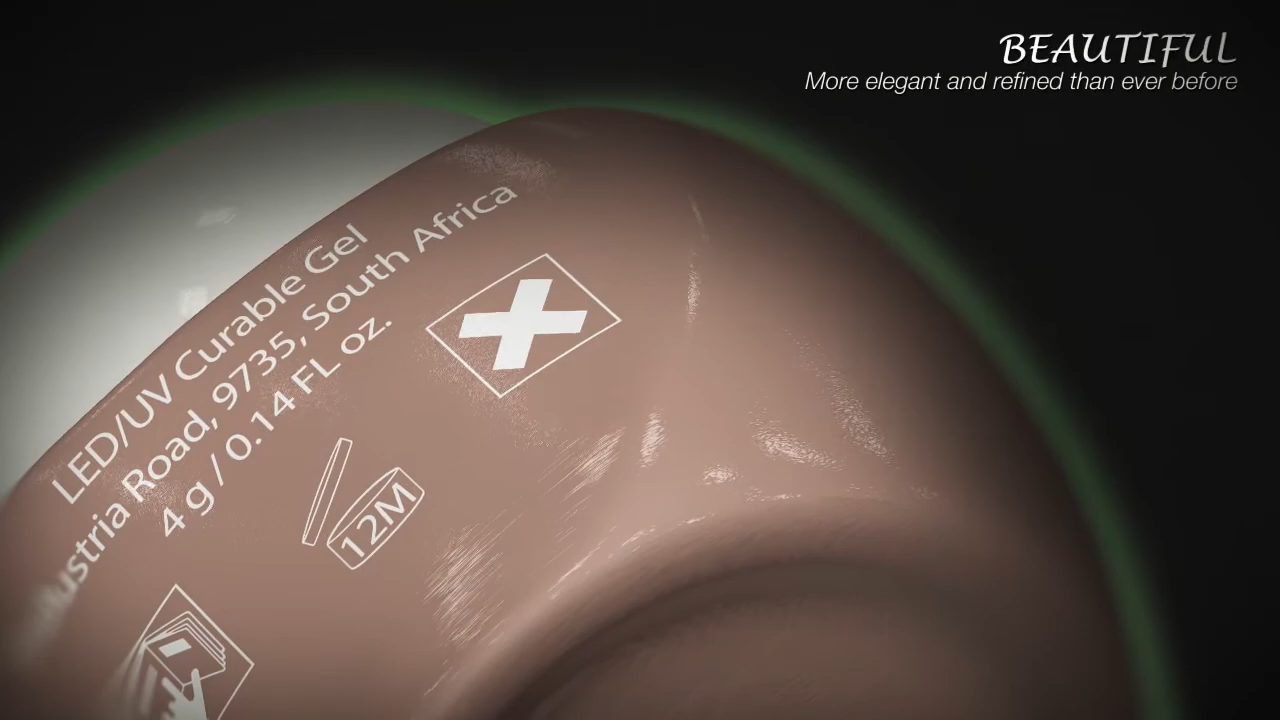 BEAUTIFUL
More elegant and refined than ever before
LED/UV Curable Gel
Road, 9735, South Africa
4 g / 0.14 FL oz.
12M